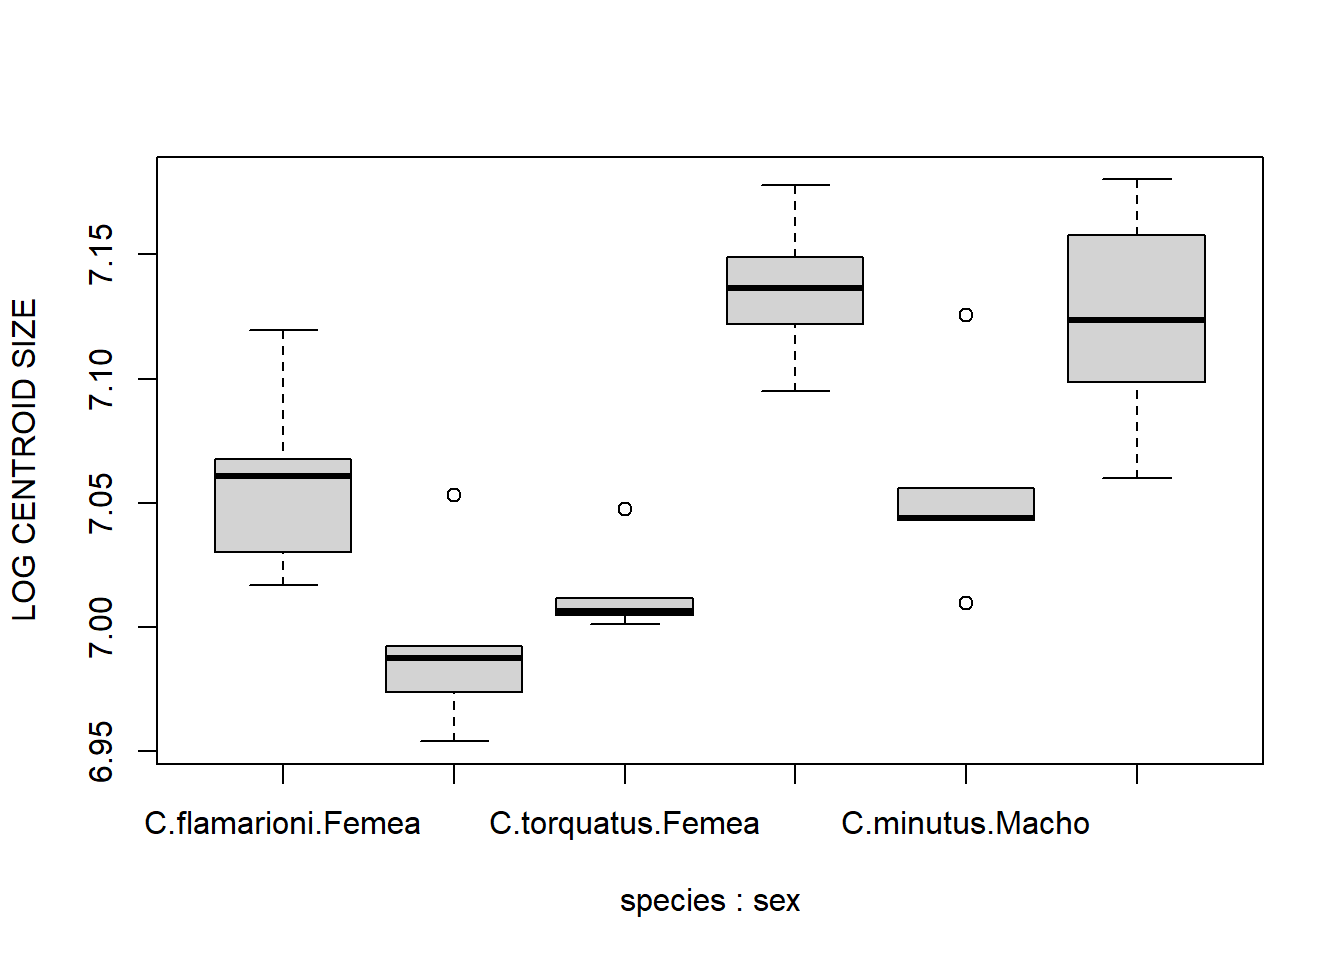 LOG CENTROID SIZE
7.15
7.10
7.05
7.00
6.95
C.flamarioni.Femea C.torquatus.Femea C.minutus.Macho
species : sex